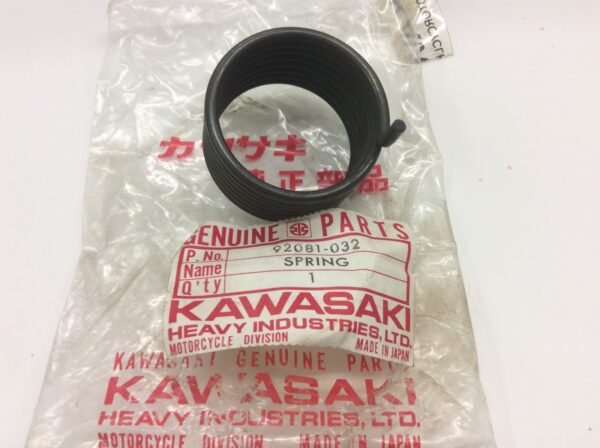 MOTORCYCLE
カワサキ
純正部品
GENUINE PARTS
P. No. 92081-032
Name SPRING
Q'ty 1
KAWASAKI
HEAVY INDUSTRIES, LTD.
MOTORCYCLE DIVISION MADE IN JAPAN
KAWASAKI GENUINE PARTS
KAWASAKI
HEAVY INDUSTRIES, LTD.
MOTORCYCLE DIVISION MADE IN JAPAN